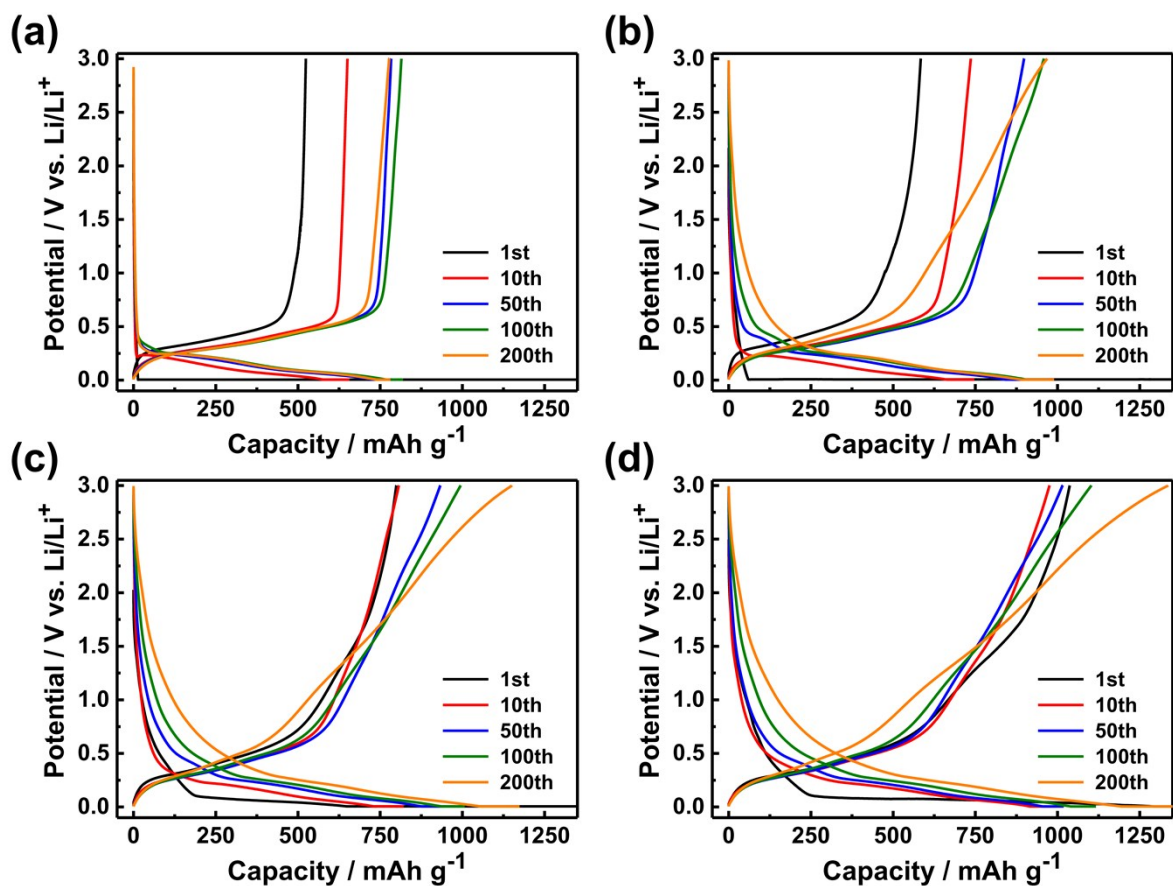 (a)
Potential / V vs. Li/Li⁺
3.0
2.5
2.0
1.5
1.0
0.5
0.0
1st
10th
50th
100th
200th
0 250 500 750 1000 1250
Capacity / mAh g⁻¹
(b)
Potential / V vs. Li/Li⁺
3.0
2.5
2.0
1.5
1.0
0.5
0.0
1st
10th
50th
100th
200th
0 250 500 750 1000 1250
Capacity / mAh g⁻¹
(c)
Potential / V vs. Li/Li⁺
3.0
2.5
2.0
1.5
1.0
0.5
0.0
1st
10th
50th
100th
200th
0 250 500 750 1000 1250
Capacity / mAh g⁻¹
(d)
Potential / V vs. Li/Li⁺
3.0
2.5
2.0
1.5
1.0
0.5
0.0
1st
10th
50th
100th
200th
0 250 500 750 1000 1250
Capacity / mAh g⁻¹